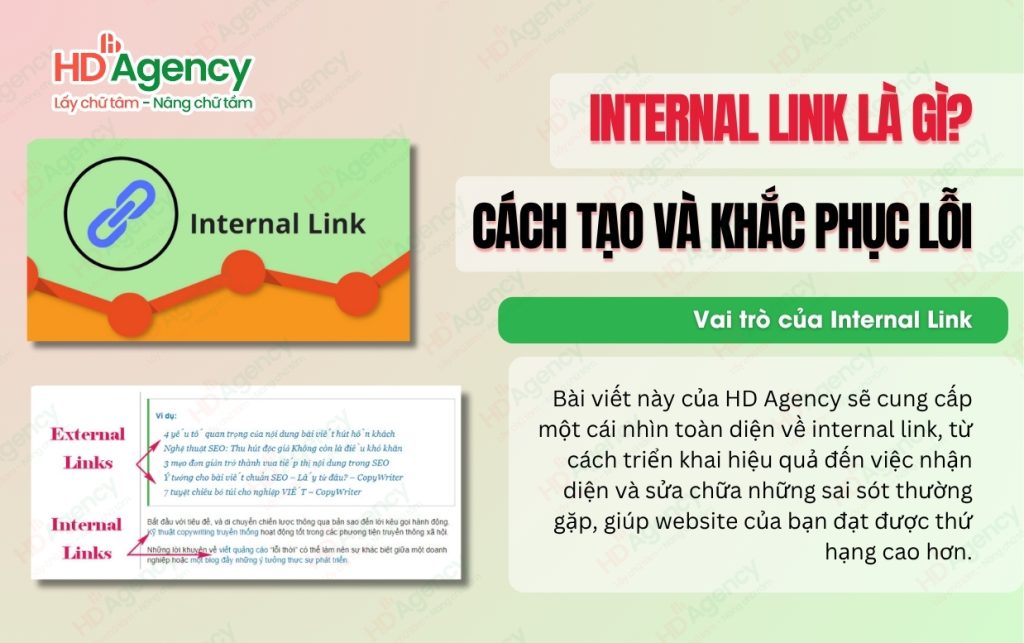 HD Agency
Lấy chữ tâm - Nâng chữ tầm
INTERNAL LINK LÀ GÌ?
CÁCH TẠO VÀ KHẮC PHỤC LỖI
Internal Link
Vai trò của Internal Link
Bài viết này của HD Agency sẽ cung cấp
một cái nhìn toàn diện về internal link, từ
cách triển khai hiệu quả đến việc nhận
diện và sửa chữa những sai sót thường
gặp, giúp website của bạn đạt được thứ
hạng cao hơn.
External
Links
Ví dụ:
4 yếu tố quan trọng của nội dung bài viết hút hồn khách
Nghệ thuật SEO: Thu hút độc giả Không còn là điều khó khăn
3 mẹo đơn giản trở thành vua tiếp thị nội dung trong SEO
Ý tưởng cho bài viết chuẩn SEO – Lấy từ đâu? – CopyWriter
7 tuyệt chiêu bỏ túi cho nghiệp VIẾT – CopyWriter
Internal
Links
Bắt đầu với tiêu đề, và di chuyển chiến lược thông qua bản sao đến lời kêu gọi hành động.
Kỹ thuật copywriting truyền thống hoạt động tốt trong các phương tiện truyền thông xã hội.
Những lời khuyên về viết quảng cáo "lỗi thời" có thể làm nên sự khác biệt giữa một doanh
nghiệp hoặc một blog đầy những ý tưởng thực sự phát triển.